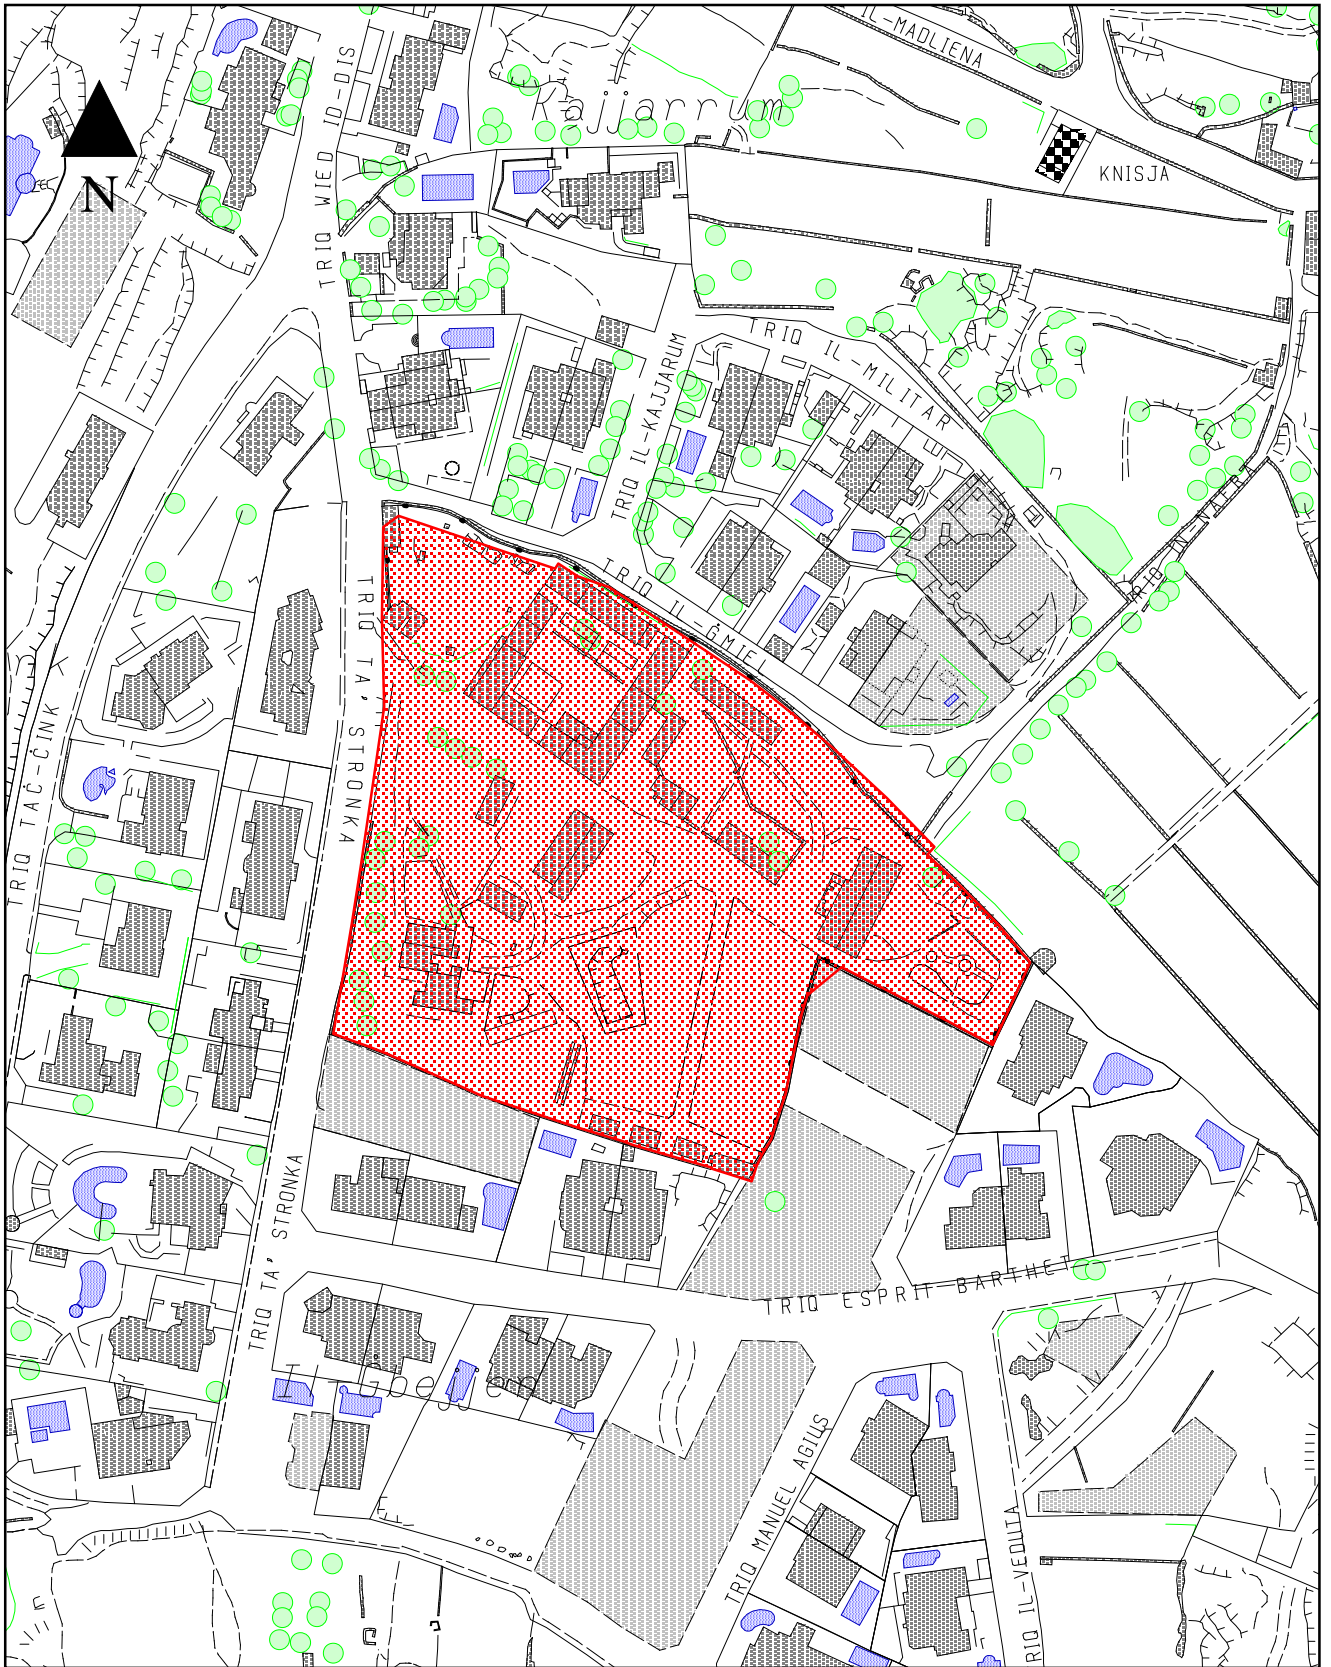 IL-MADLIENA
Kajjarrum
KNISJA
N
TRIQ WIED ID-DIS
TRIQ IL-MILITAR
TRIQ IL-KAJJARUM
TRIQ IL-ĠMIEL
TRIQ TA' STRONKA
TRIQ TAĊ-ĊINK
TRIQ TA' STRONKA
TRIQ ESPRIT BARTHET
TRIQ MANUEL AGIUS
TRIQ IL-VEDUTA